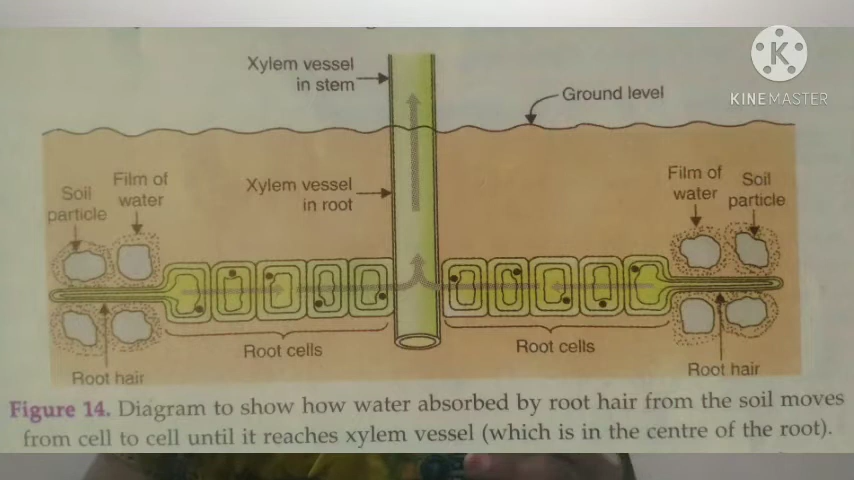 KINEMASTER
Xylem vessel
in stem
Ground level
Xylem vessel
in root
Film of
water
Soil
particle
Film of
water
Soil
particle
Root cells
Root cells
Root hair
Root hair
Figure 14. Diagram to show how water absorbed by root hair from the soil moves
from cell to cell until it reaches xylem vessel (which is in the centre of the root).